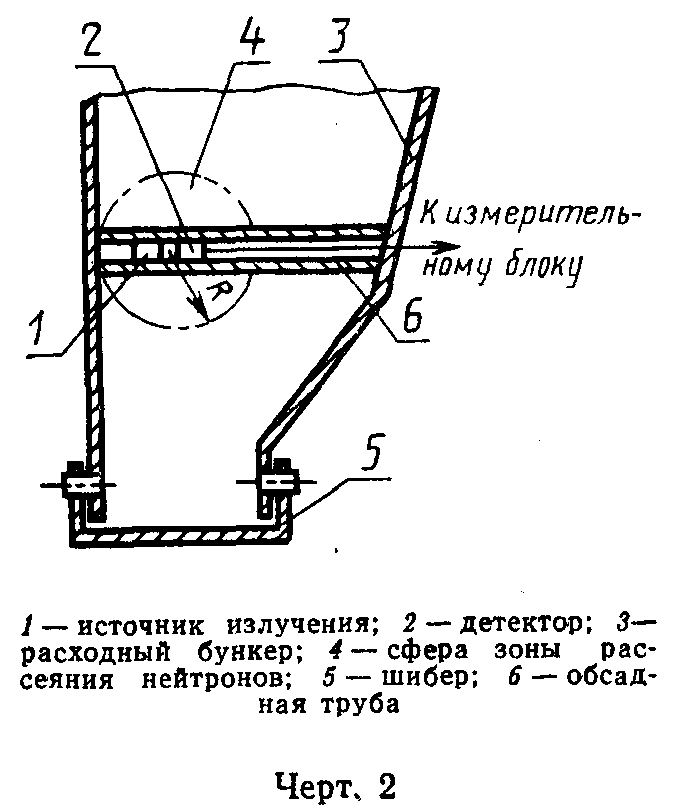 2 4 3
К измеритель-
ному блоку
R
1 6
5
1 — источник излучения; 2 — детектор; 3—
расходный бункер; 4 — сфера зоны рас-
сеяния нейтронов; 5 — шибер; 6 — обсад-
ная труба
Черт. 2